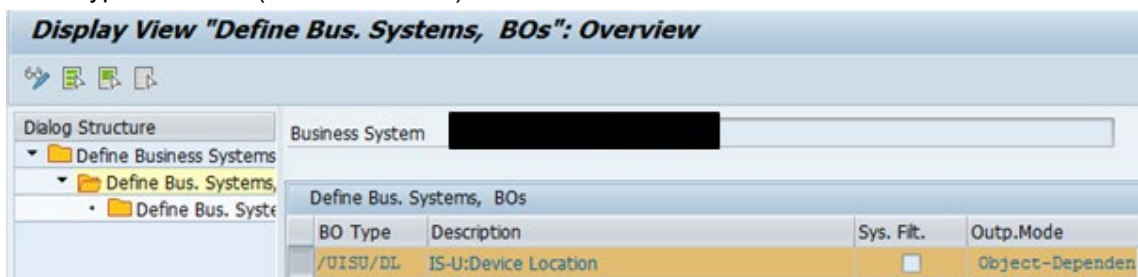 Display View "Define Bus. Systems, BOs": Overview
Dialog Structure
Define Business Systems
Define Bus. Systems,
Define Bus. Syste
Business System
Define Bus. Systems, BOs
BO Type Description Sys. Filt. Outp.Mode
/UISU/DL IS-U:Device Location Object-Dependen